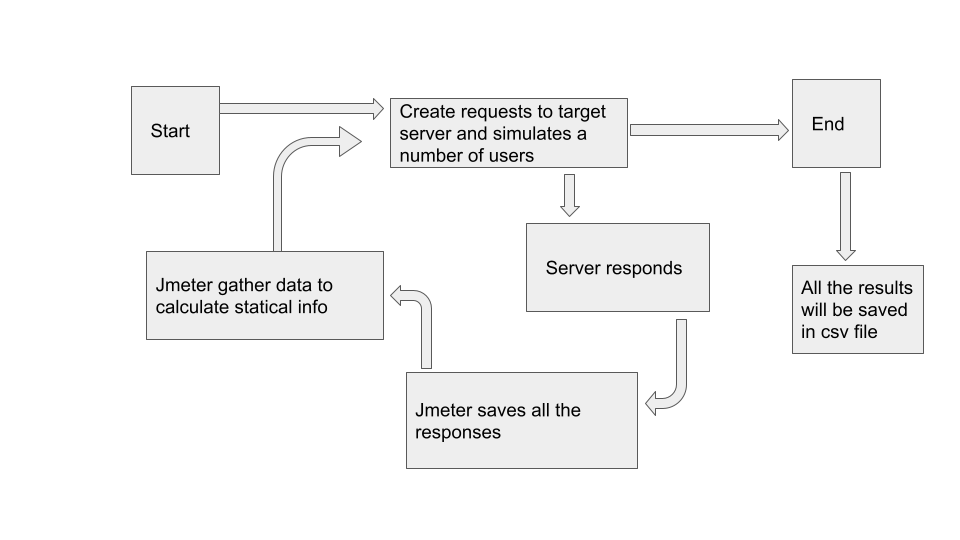 Start
Create requests to target
server and simulates a
number of users
End
Server responds
Jmeter gather data to
calculate statical info
All the results
will be saved
in csv file
Jmeter saves all the
responses